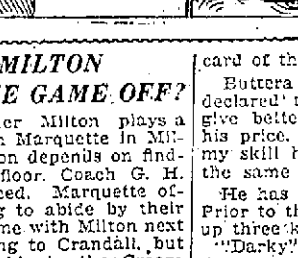 MILTON
E GAME OFF?
er Milton plays a
Marquette in Mil-
on depends on find-
floor. Coach G. H.
ced. Marquette of-
g to abide by their
me with Milton next
ng to Crandall, but
card of th
Buttera
declared
give bette
his price.
my skill h
the same
"He has
Prior to th
up three k
"Darky"